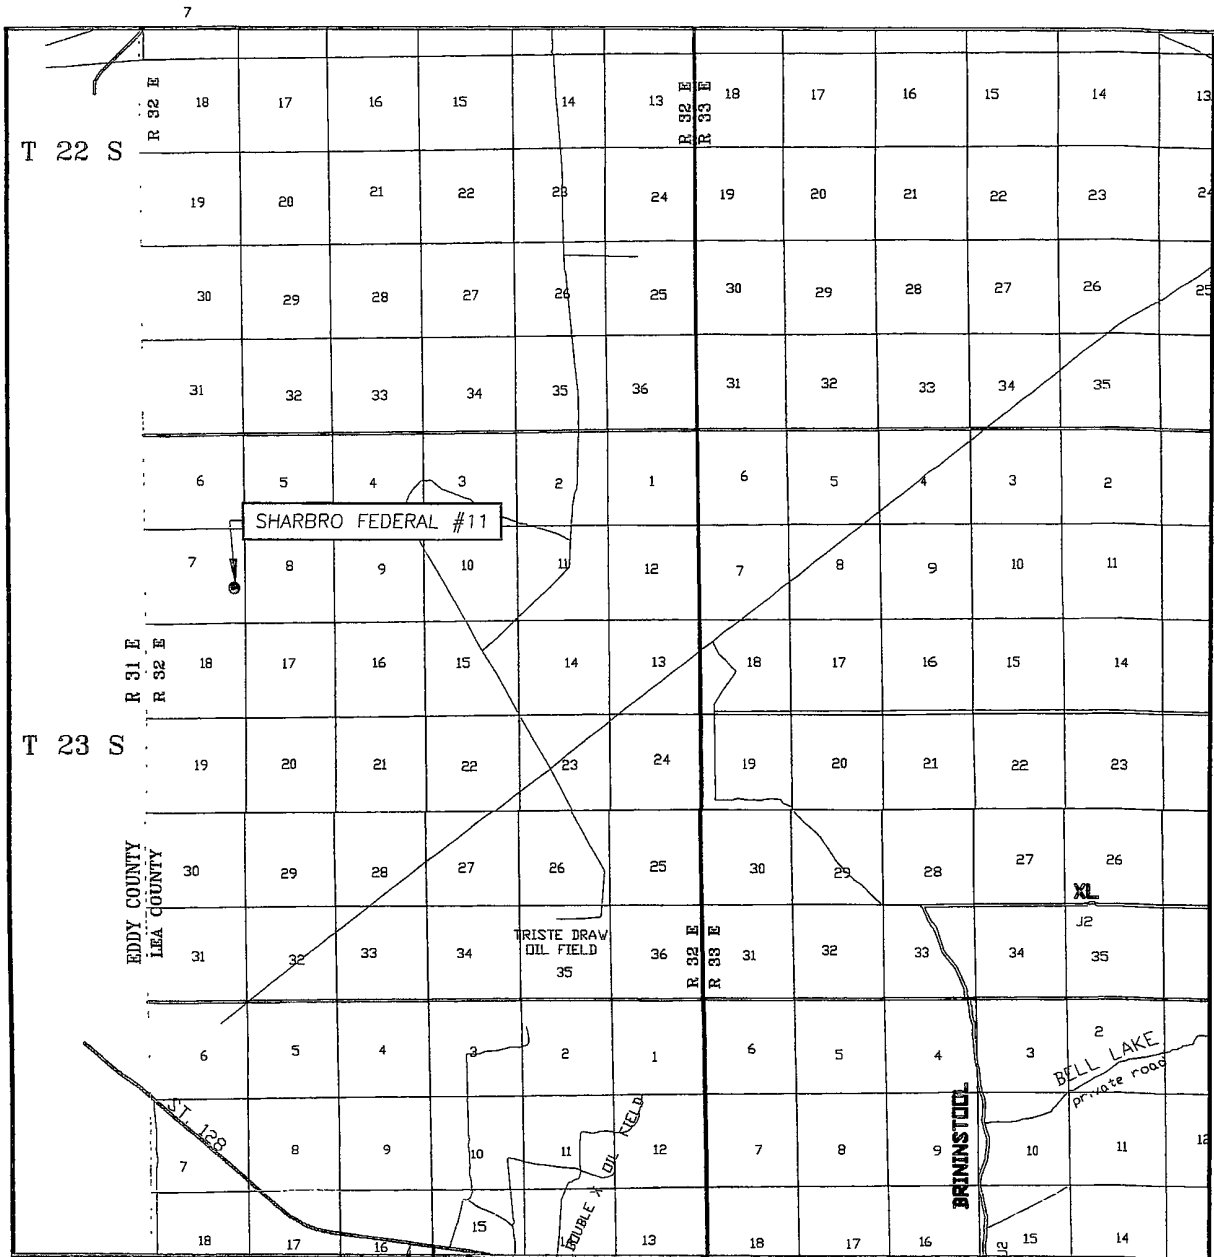 7
18 17 16 15 14 13 18 17 16 15 14 13
R 32 E
R 32 E
R 33 E
T 22 S
19 20 21 22 23 24 19 20 21 22 23 24
30 29 28 27 26 25 30 29 28 27 26 25
31 32 33 34 35 36 31 32 33 34 35
6 5 4 3 2 1 6 5 4 3 2
SHARBRO FEDERAL #11
7 8 9 10 11 12 7 8 9 10 11
R 31 E
R 32 E
18 17 16 15 14 13 18 17 16 15 14
T 23 S
19 20 21 22 23 24 19 20 21 22 23
EDDY COUNTY
LEA COUNTY
30 29 28 27 26 25 30 29 28 27 26
XL
J2
TRISTE DRAW
OIL FIELD
R 32 E
R 33 E
31 32 33 34 35 36 31 32 33 34 35
6 5 4 3 2 1 6 5 4 3 2
BELL LAKE
private road
ST. 128
BRININSTOOL
DOUBLE X OIL FIELD
7 8 9 10 11 12 7 8 9 10 11 12
18 17 16 15 13 18 17 16 15 14
J2